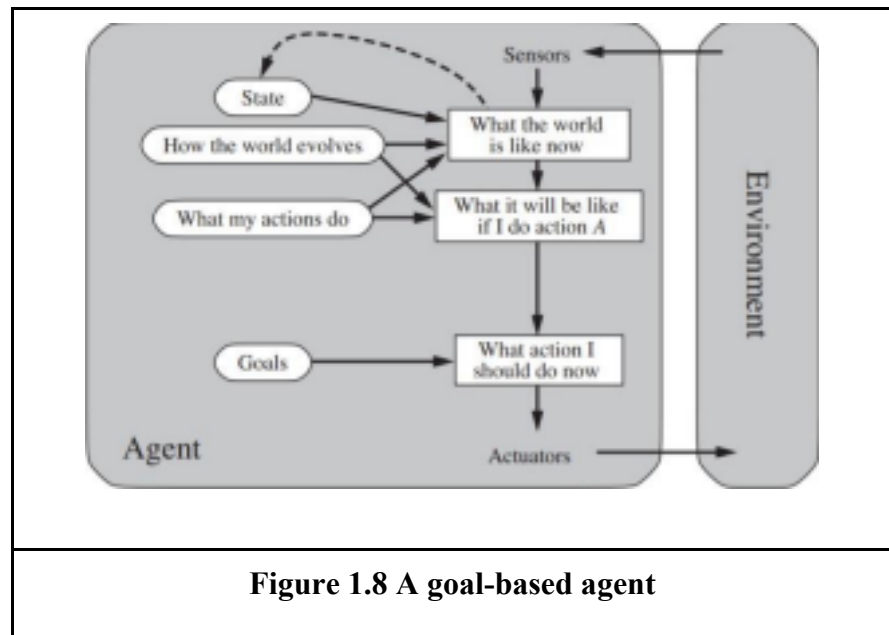 Sensors
State
What the world
is like now
How the world evolves
What my actions do
What it will be like
if I do action A
Environment
Goals
What action I
should do now
Agent
Actuators
Figure 1.8 A goal-based agent